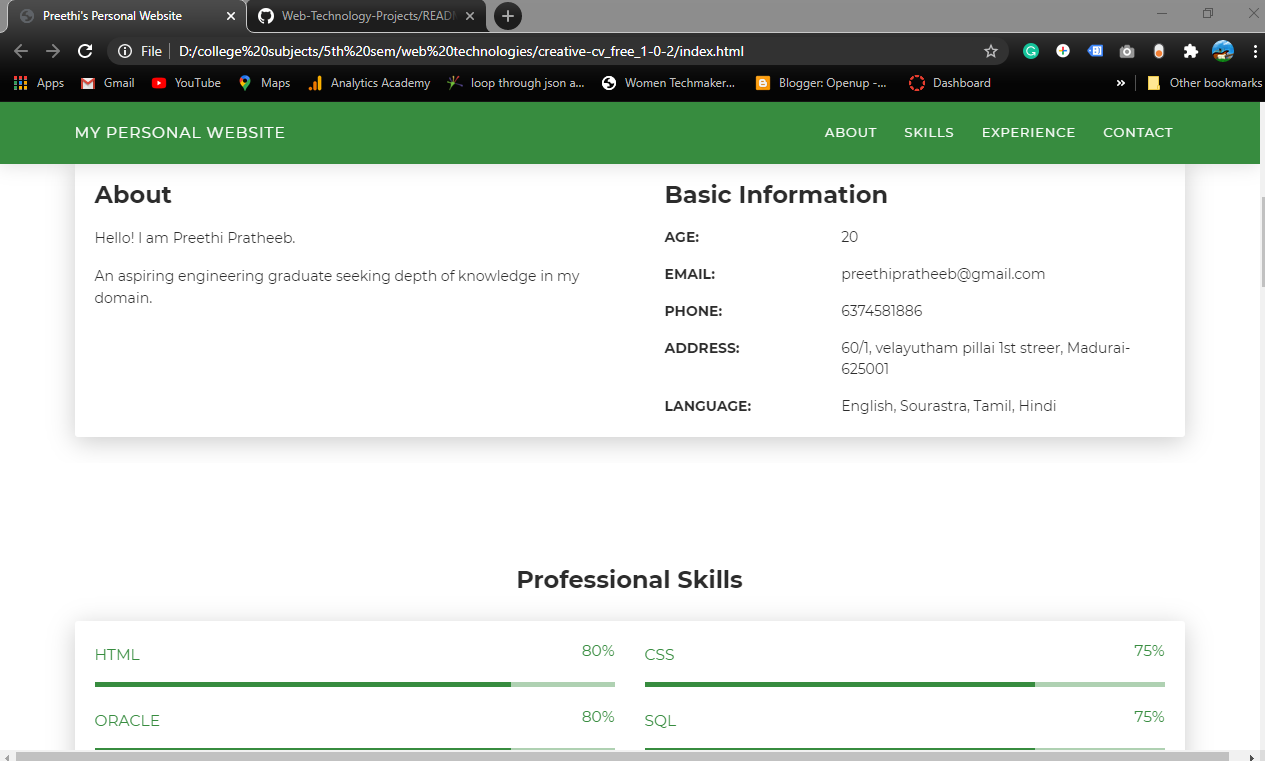 Preethi's Personal Website
Web-Technology-Projects/READ
File
D:/college%20subjects/5th%20sem/web%20technologies/creative-cv_free_1-0-2/index.html
Apps
Gmail
YouTube
Maps
Analytics Academy
loop through json a...
Women Techmaker...
Blogger: Openup -...
Dashboard
»
Other bookmarks
MY PERSONAL WEBSITE
ABOUT
SKILLS
EXPERIENCE
CONTACT
About
Hello! I am Preethi Pratheeb.
An aspiring engineering graduate seeking depth of knowledge in my
domain.
Basic Information
AGE: 20
EMAIL: preethipratheeb@gmail.com
PHONE: 6374581886
ADDRESS: 60/1, velayutham pillai 1st streer, Madurai-
625001
LANGUAGE: English, Sourastra, Tamil, Hindi
Professional Skills
HTML 80%
CSS 75%
ORACLE 80%
SQL 75%